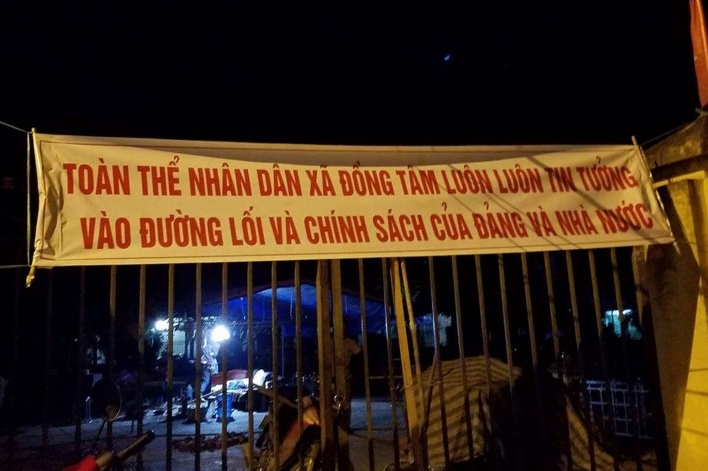 TOÀN THỂ NHÂN DÂN XÃ ĐỒNG TÂM LUÔN LUÔN TIN TƯỞNG
VÀO ĐƯỜNG LỐI VÀ CHÍNH SÁCH CỦA ĐẢNG VÀ NHÀ NƯỚC